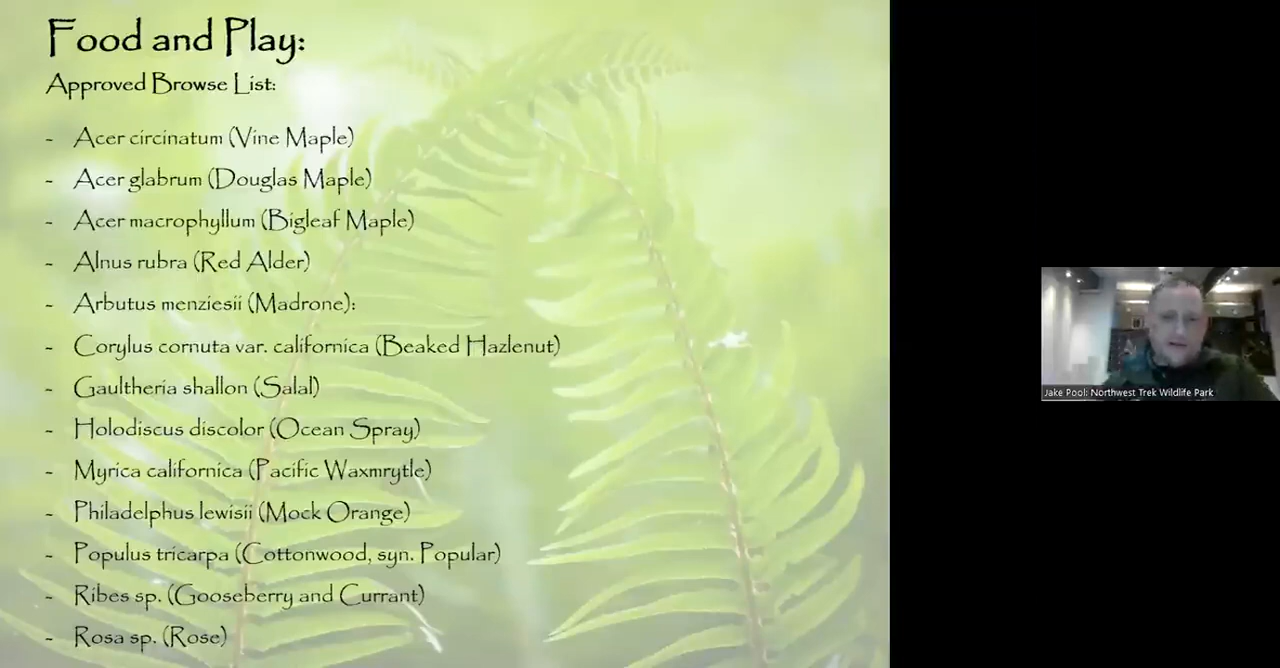 Food and Play:
Approved Browse List:
- Acer circinatum (Vine Maple)
- Acer glabrum (Douglas Maple)
- Acer macrophyllum (Bigleaf Maple)
- Alnus rubra (Red Alder)
- Arbutus menziesii (Madrone):
- Corylus cornuta var. californica (Beaked Hazlenut)
- Gaultheria shallon (Salal)
- Holodiscus discolor (Ocean Spray)
- Myrica californica (Pacific Waxmrytle)
- Philadelphus lewisii (Mock Orange)
- Populus tricarpa (Cottonwood, syn. Popular)
- Ribes sp. (Gooseberry and Currant)
- Rosa sp. (Rose)
Jake Pool: Northwest Trek Wildlife Park